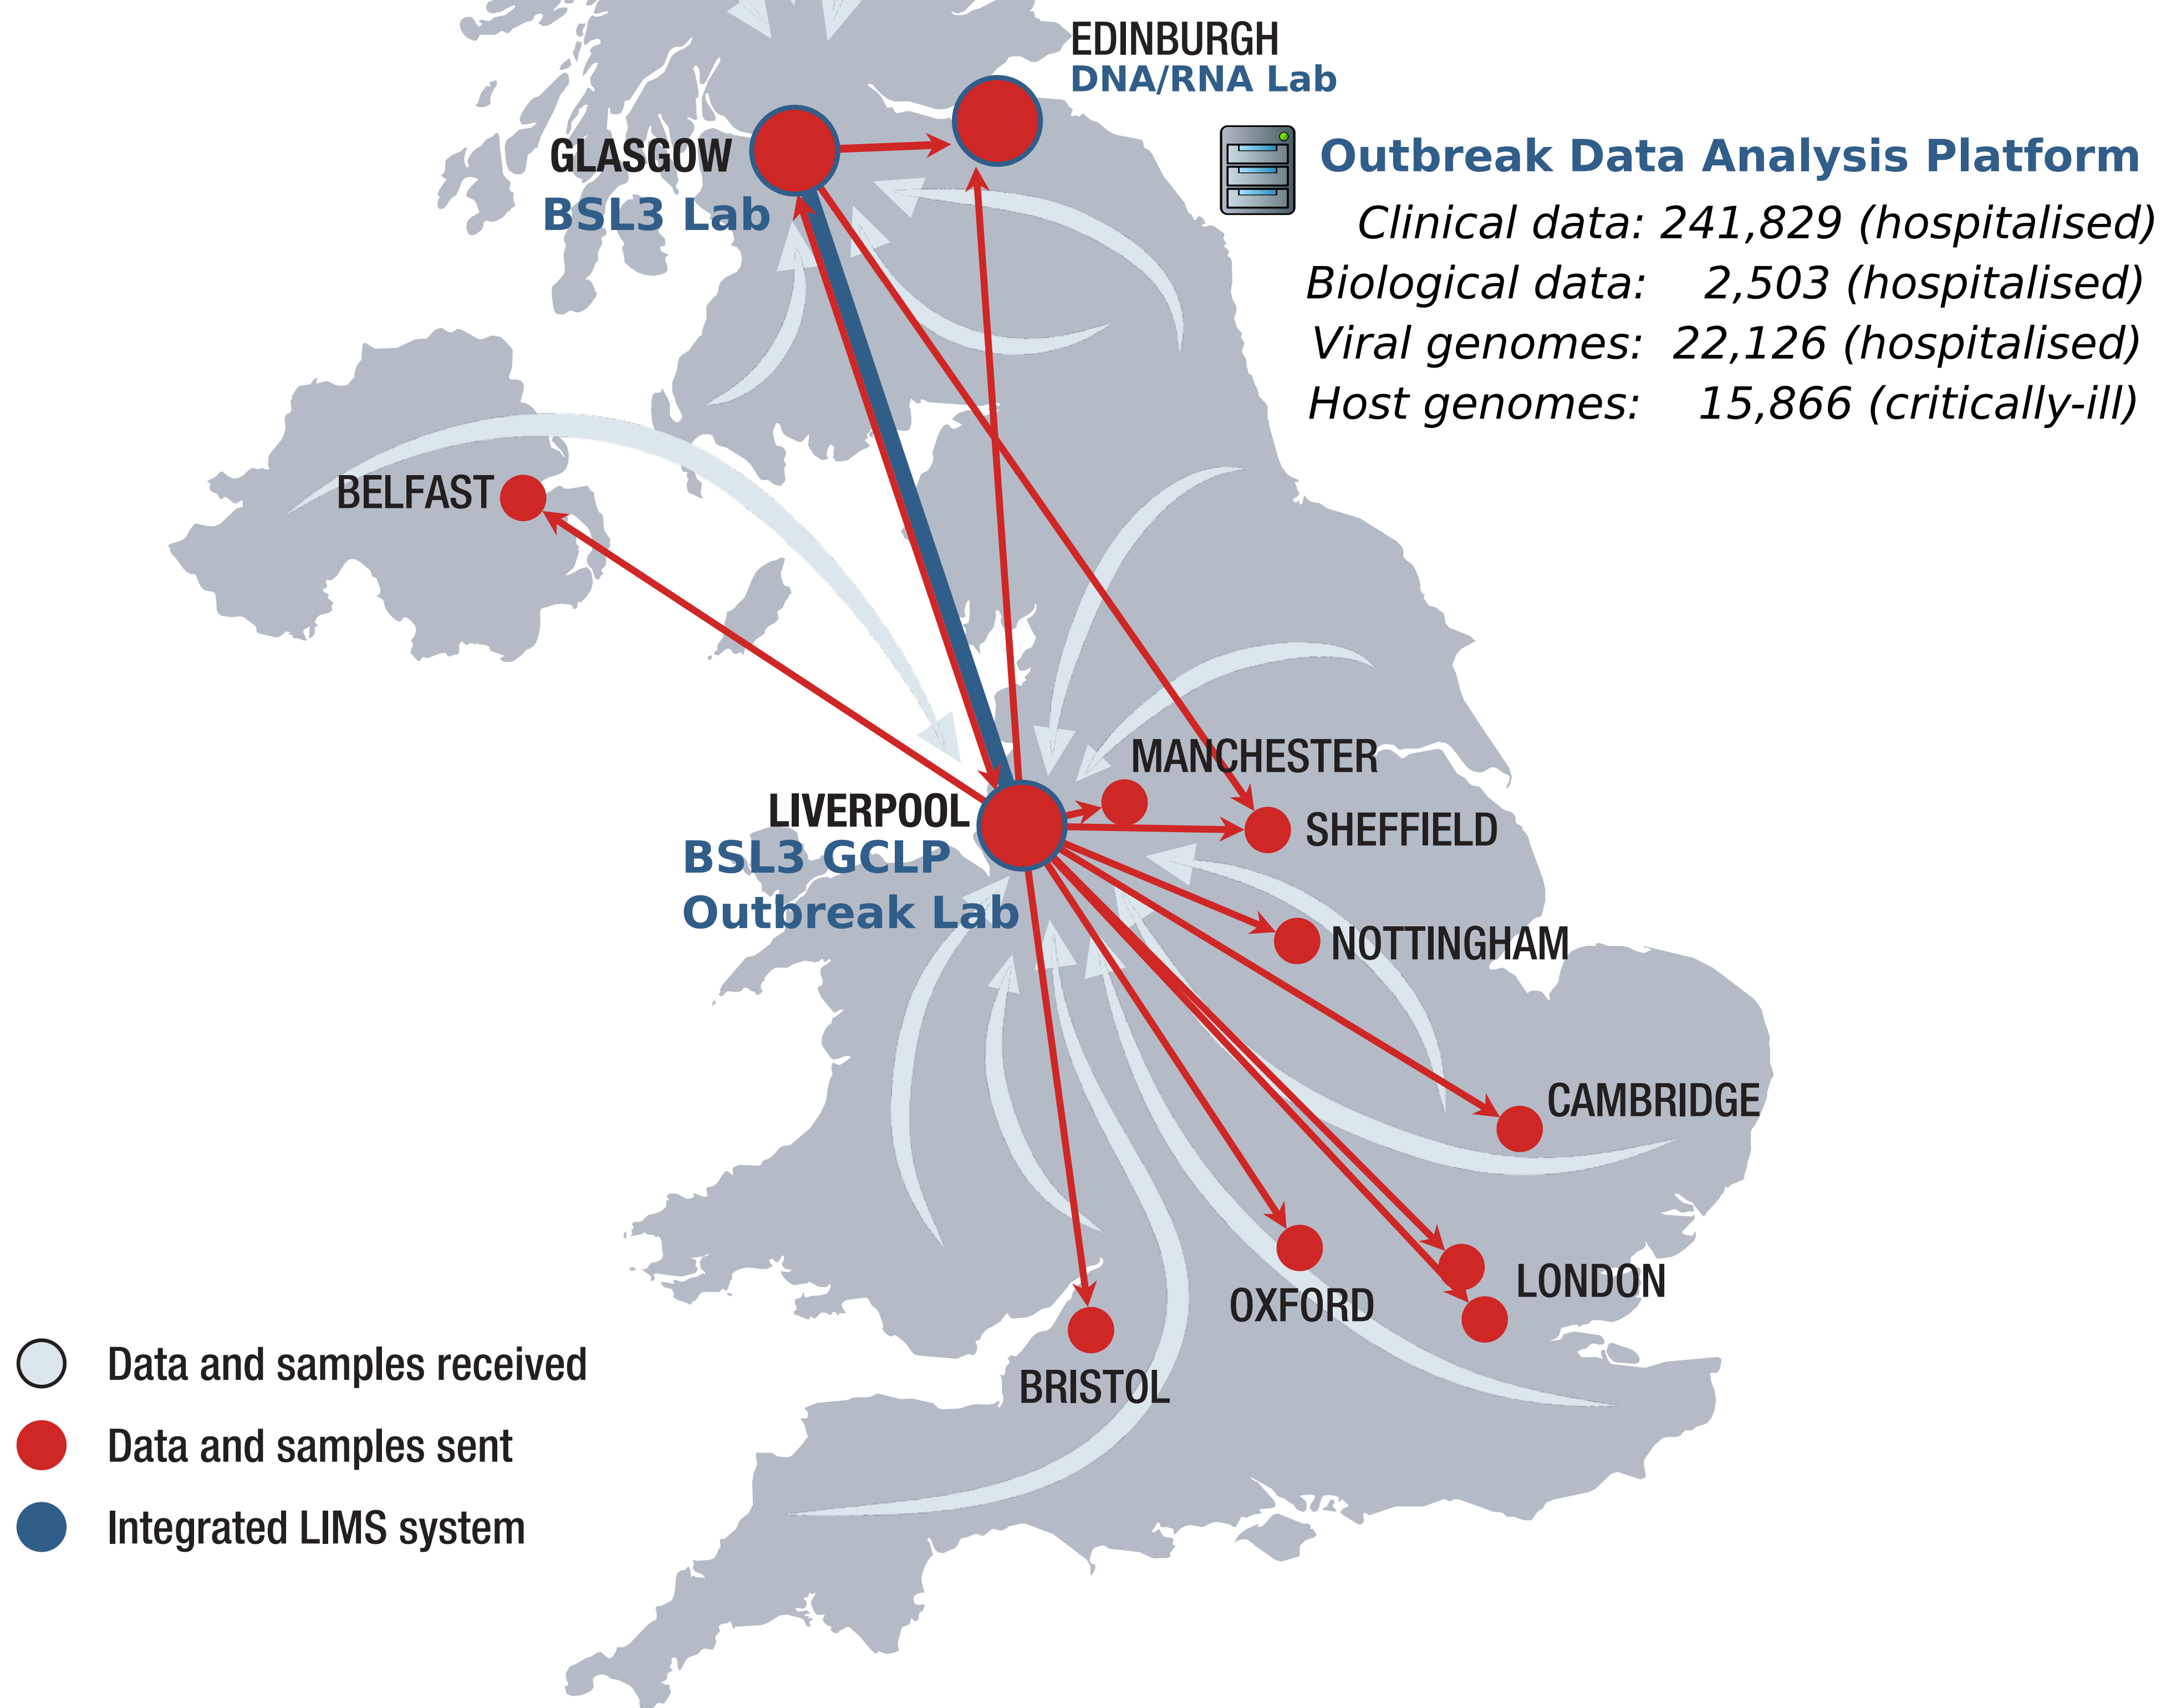 EDINBURGH
DNA/RNA Lab
GLASGOW
BSL3 Lab
Outbreak Data Analysis Platform
Clinical data: 241,829 (hospitalised)
Biological data: 2,503 (hospitalised)
Viral genomes: 22,126 (hospitalised)
Host genomes: 15,866 (critically-ill)
BELFAST
MANCHESTER
LIVERPOOL
BSL3 GCLP
Outbreak Lab
SHEFFIELD
NOTTINGHAM
CAMBRIDGE
LONDON
OXFORD
BRISTOL
Data and samples received
Data and samples sent
Integrated LIMS system